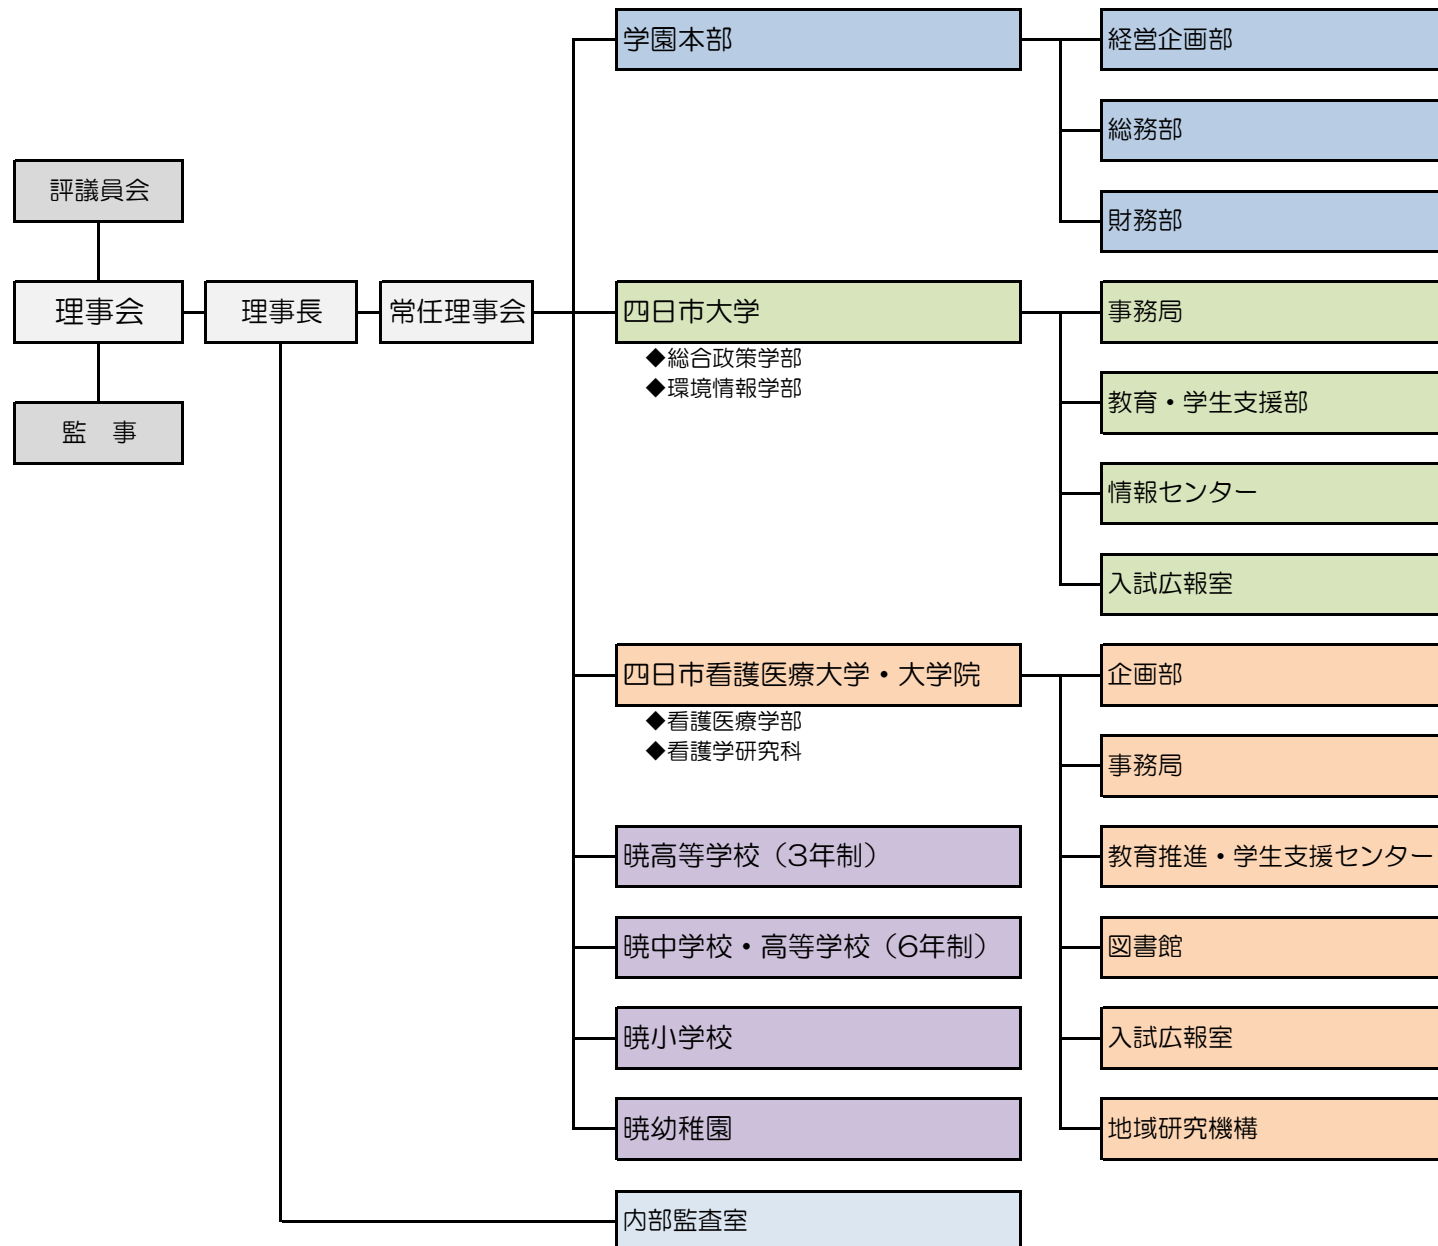 評議員会
理事会
監　事
理事長
常任理事会
学園本部
経営企画部
総務部
財務部
四日市大学
◆総合政策学部
◆環境情報学部
事務局
教育・学生支援部
情報センター
入試広報室
四日市看護医療大学・大学院
◆看護医療学部
◆看護学研究科
企画部
事務局
教育推進・学生支援センター
図書館
入試広報室
地域研究機構
暁高等学校（3年制）
暁中学校・高等学校（6年制）
暁小学校
暁幼稚園
内部監査室